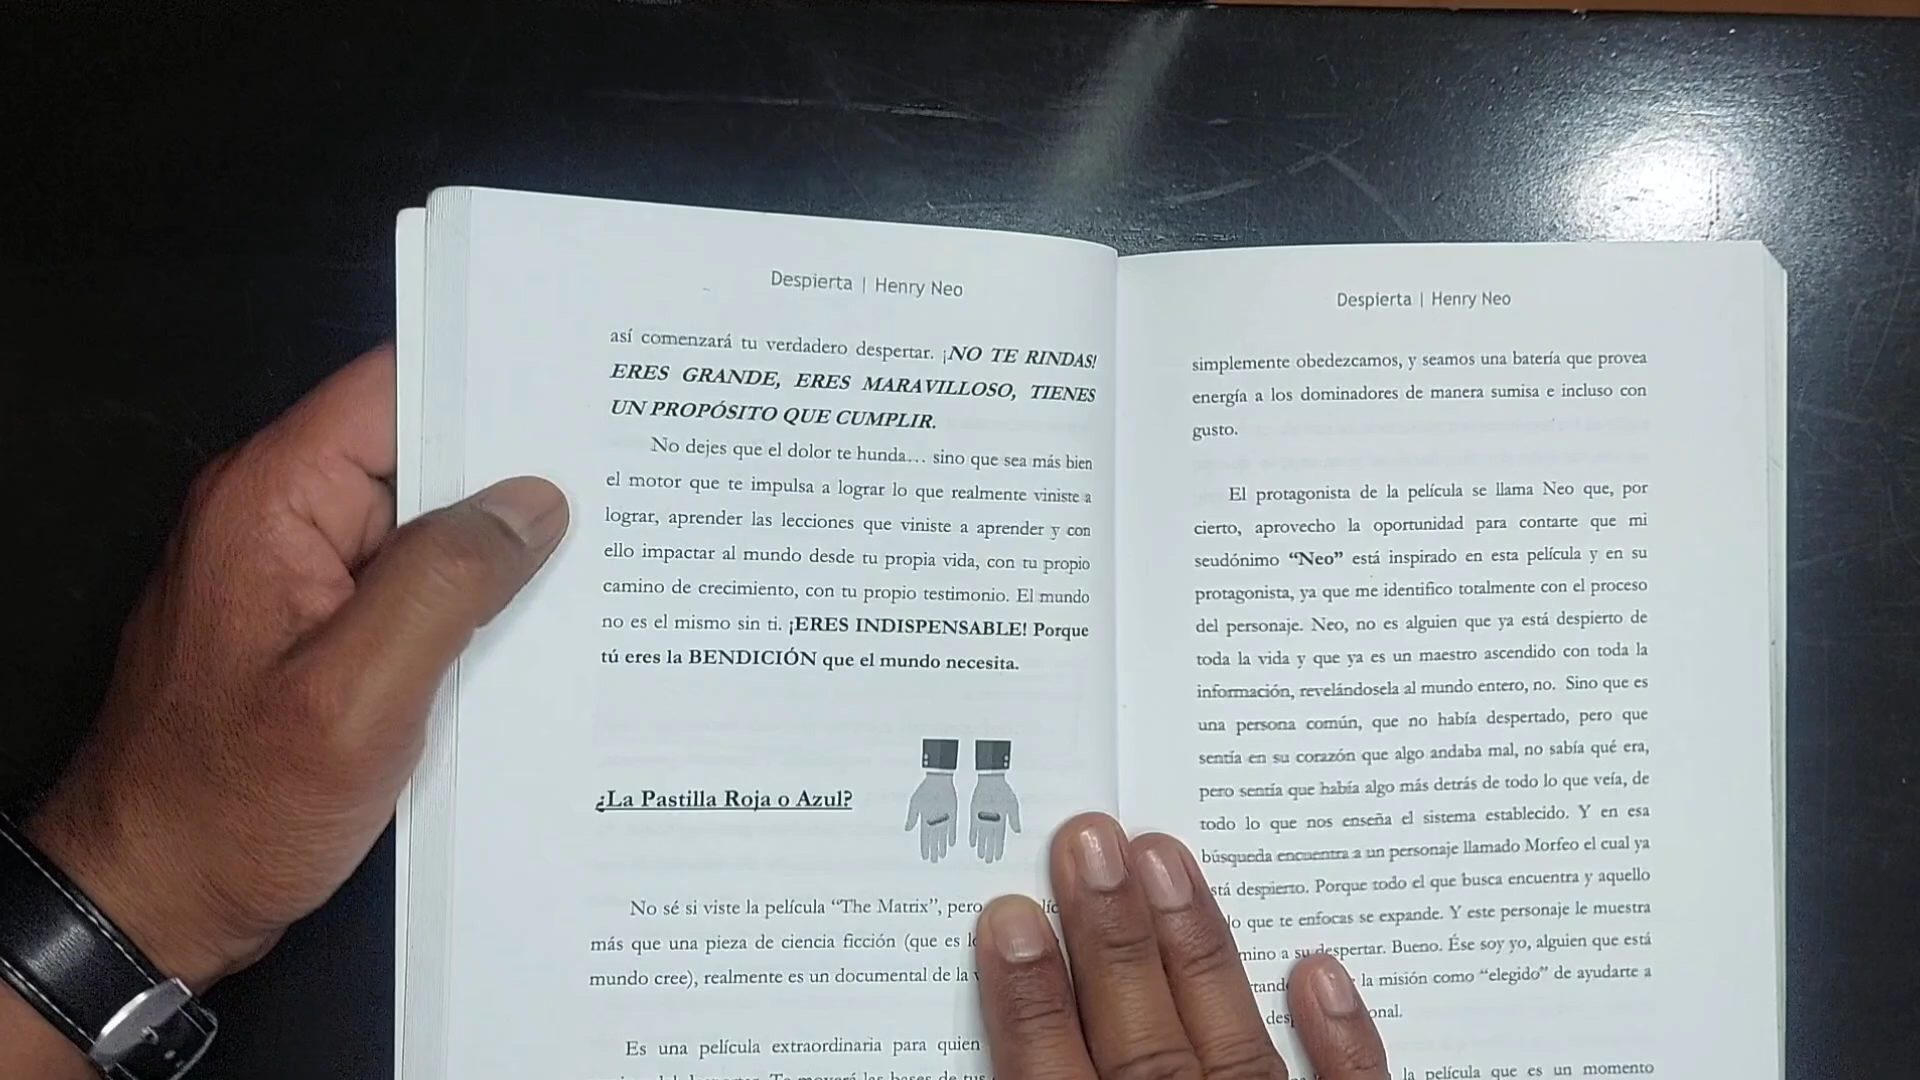 Despierta | Henry Neo
así comenzará tu verdadero despertar. ¡NO TE RINDAS!
ERES GRANDE, ERES MARAVILLOSO, TIENES
UN PROPÓSITO QUE CUMPLIR.
No dejes que el dolor te hunda… sino que sea más bien
el motor que te impulsa a lograr lo que realmente viniste a
lograr, aprender las lecciones que viniste a aprender y con
ello impactar al mundo desde tu propia vida, con tu propio
camino de crecimiento, con tu propio testimonio. El mundo
no es el mismo sin ti. ¡ERES INDISPENSABLE! Porque
tú eres la BENDICIÓN que el mundo necesita.
¿La Pastilla Roja o Azul?
No sé si viste la película “The Matrix”, pero
más que una pieza de ciencia ficción (que es
mundo cree), realmente es un documental de la
Es una película extraordinaria para quien
bases de tus
Despierta | Henry Neo
simplemente obedezcamos, y seamos una batería que provea
energía a los dominadores de manera sumisa e incluso con
gusto.
El protagonista de la película se llama Neo que, por
cierto, aprovecho la oportunidad para contarte que mi
seudónimo “Neo” está inspirado en esta película y en su
protagonista, ya que me identifico totalmente con el proceso
del personaje. Neo, no es alguien que ya está despierto de
toda la vida y que ya es un maestro ascendido con toda la
información, revelándosela al mundo entero, no. Sino que es
una persona común, que no había despertado, pero que
sentía en su corazón que algo andaba mal, no sabía qué era,
pero sentía que había algo más detrás de todo lo que veía, de
todo lo que nos enseña el sistema establecido. Y en esa
búsqueda encuentra a un personaje llamado Morfeo el cual ya
despierto. Porque todo el que busca encuentra y aquello
lo que te enfocas se expande. Y este personaje le muestra
a su despertar. Bueno. Ése soy yo, alguien que está
la misión como “elegido” de ayudarte a
la película que es un momento